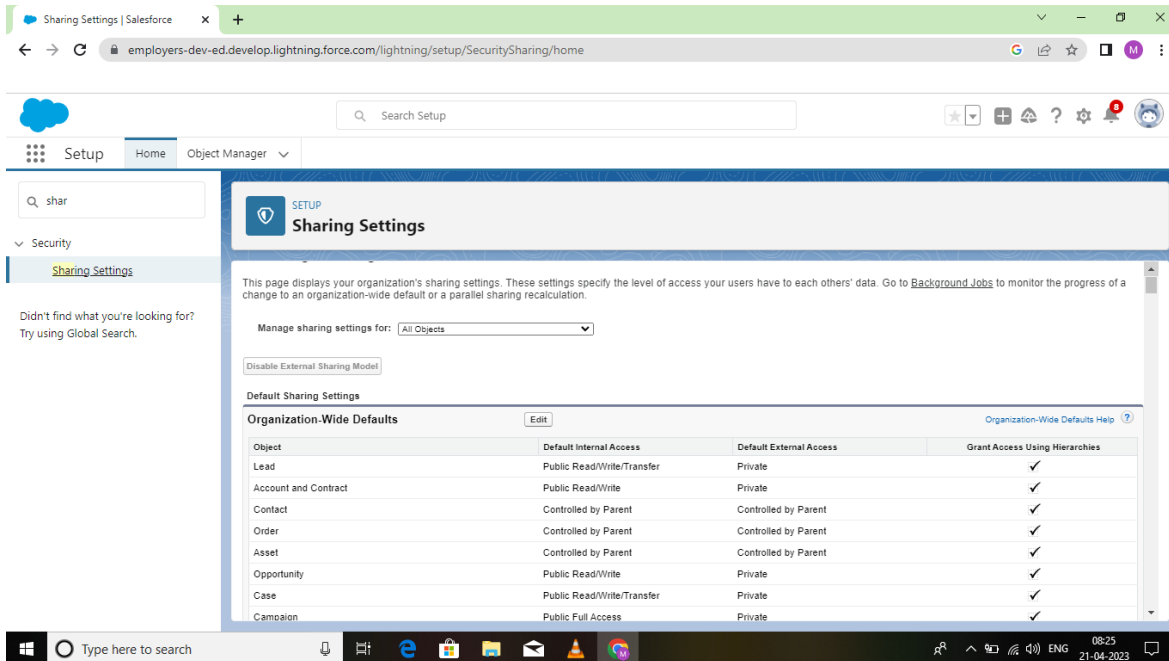 Sharing Settings | Salesforce
employers-dev-ed.develop.lightning.force.com/lightning/setup/SecuritySharing/home
G
M
Search Setup
8
Setup
Home
Object Manager
shar
Security
Sharing Settings
Didn't find what you're looking for?
Try using Global Search.
SETUP
Sharing Settings
This page displays your organization's sharing settings. These settings specify the level of access your users have to each others' data. Go to Background Jobs to monitor the progress of a
change to an organization-wide default or a parallel sharing recalculation.
Manage sharing settings for: All Objects
Disable External Sharing Model
Default Sharing Settings
Organization-Wide Defaults Edit Organization-Wide Defaults Help ?
Object Default Internal Access Default External Access Grant Access Using Hierarchies
Lead Public Read/Write/Transfer Private
Account and Contract Public Read/Write Private
Contact Controlled by Parent Controlled by Parent
Order Controlled by Parent Controlled by Parent
Asset Controlled by Parent Controlled by Parent
Opportunity Public Read/Write Private
Case Public Read/Write/Transfer Private
Campaign Public Full Access Private
Type here to search
ENG
08:25
21-04-2023